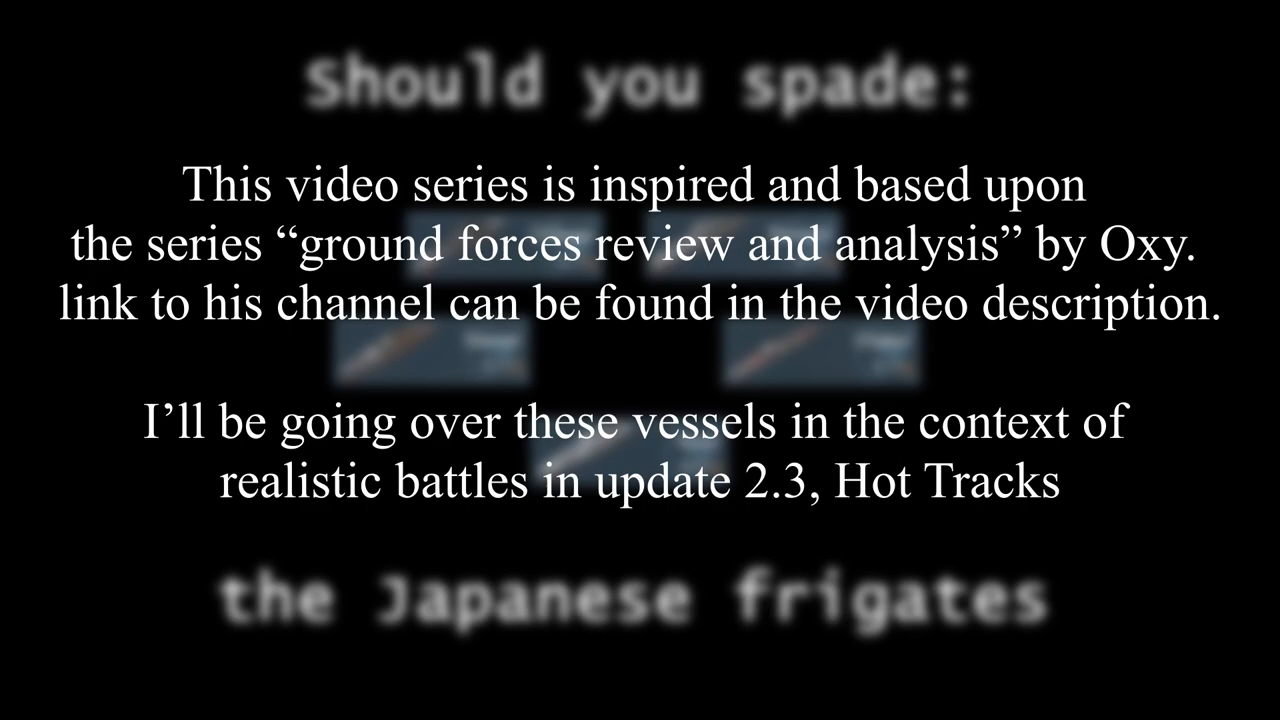 Should you spade:
This video series is inspired and based upon
the series “ground forces review and analysis” by Oxy.
link to his channel can be found in the video description.
I’ll be going over these vessels in the context of
realistic battles in update 2.3, Hot Tracks
the Japanese frigates